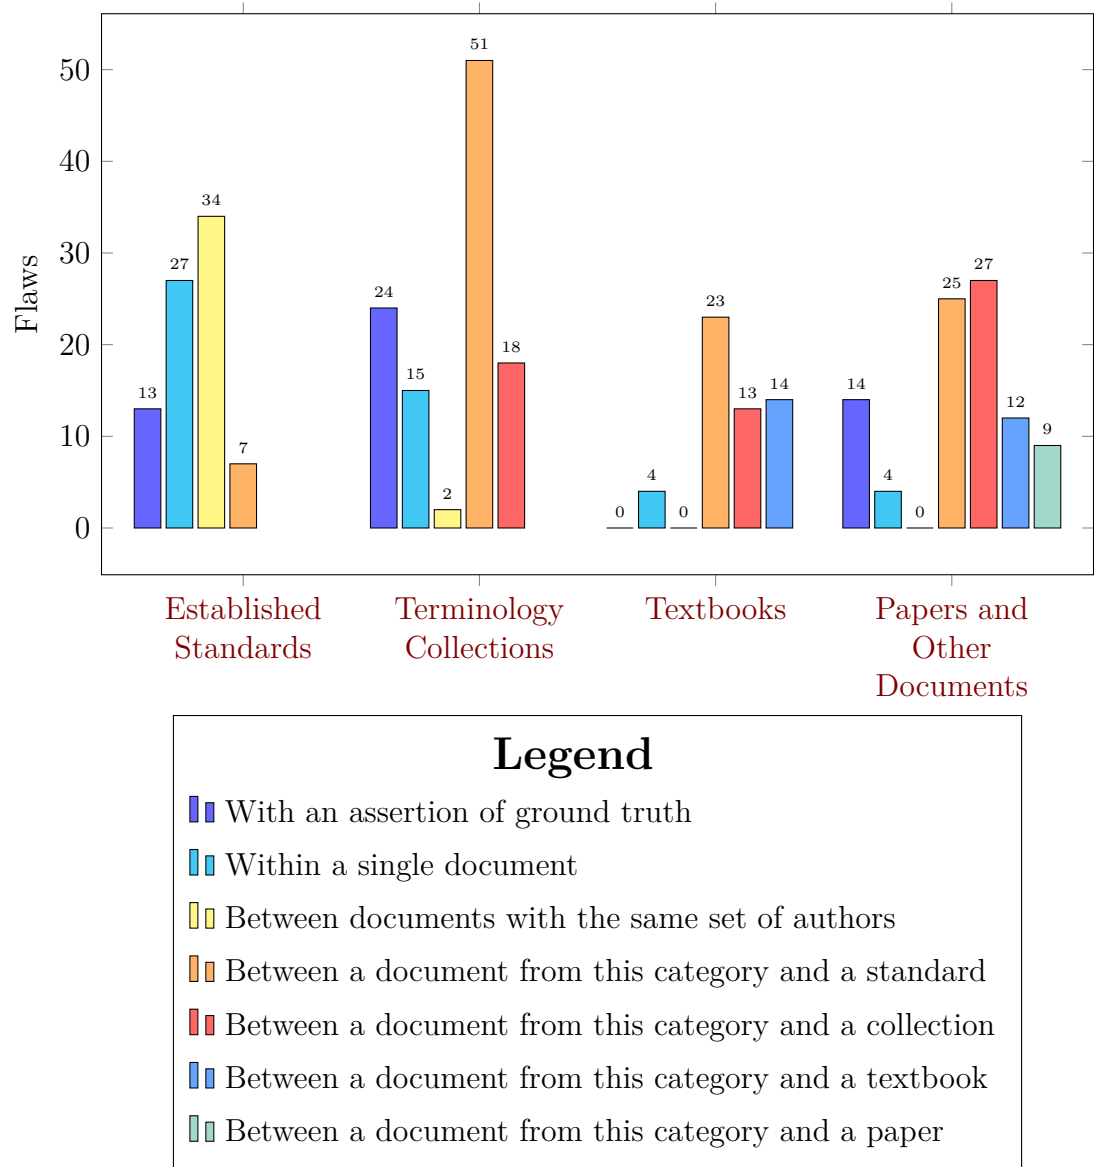 51
50
40
34
30
27
27
25
24
23
Flaws
20
18
15
14
14
13
13
12
10
9
7
4
4
2
0
0
0
0
Established
Standards
Terminology
Collections
Textbooks
Papers and
Other
Documents
Legend
With an assertion of ground truth
Within a single document
Between documents with the same set of authors
Between a document from this category and a standard
Between a document from this category and a collection
Between a document from this category and a textbook
Between a document from this category and a paper